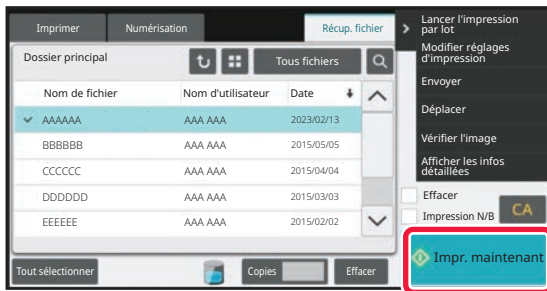 Imprimer
Numérisation
Récup. fichier
Dossier principal
Tous fichiers
Nom de fichier
Nom d'utilisateur
Date
AAAAAA
AAA AAA
2023/02/13
BBBBBB
AAA AAA
2015/05/05
CCCCCC
AAA AAA
2015/04/04
DDDDDD
AAA AAA
2015/03/03
EEEEEE
AAA AAA
2015/02/02
Tout sélectionner
Copies
Effacer
Lancer l'impression
par lot
Modifier réglages
d'impression
Envoyer
Déplacer
Vérifier l'image
Afficher les infos
détaillées
Effacer
Impression N/B
CA
Impr. maintenant